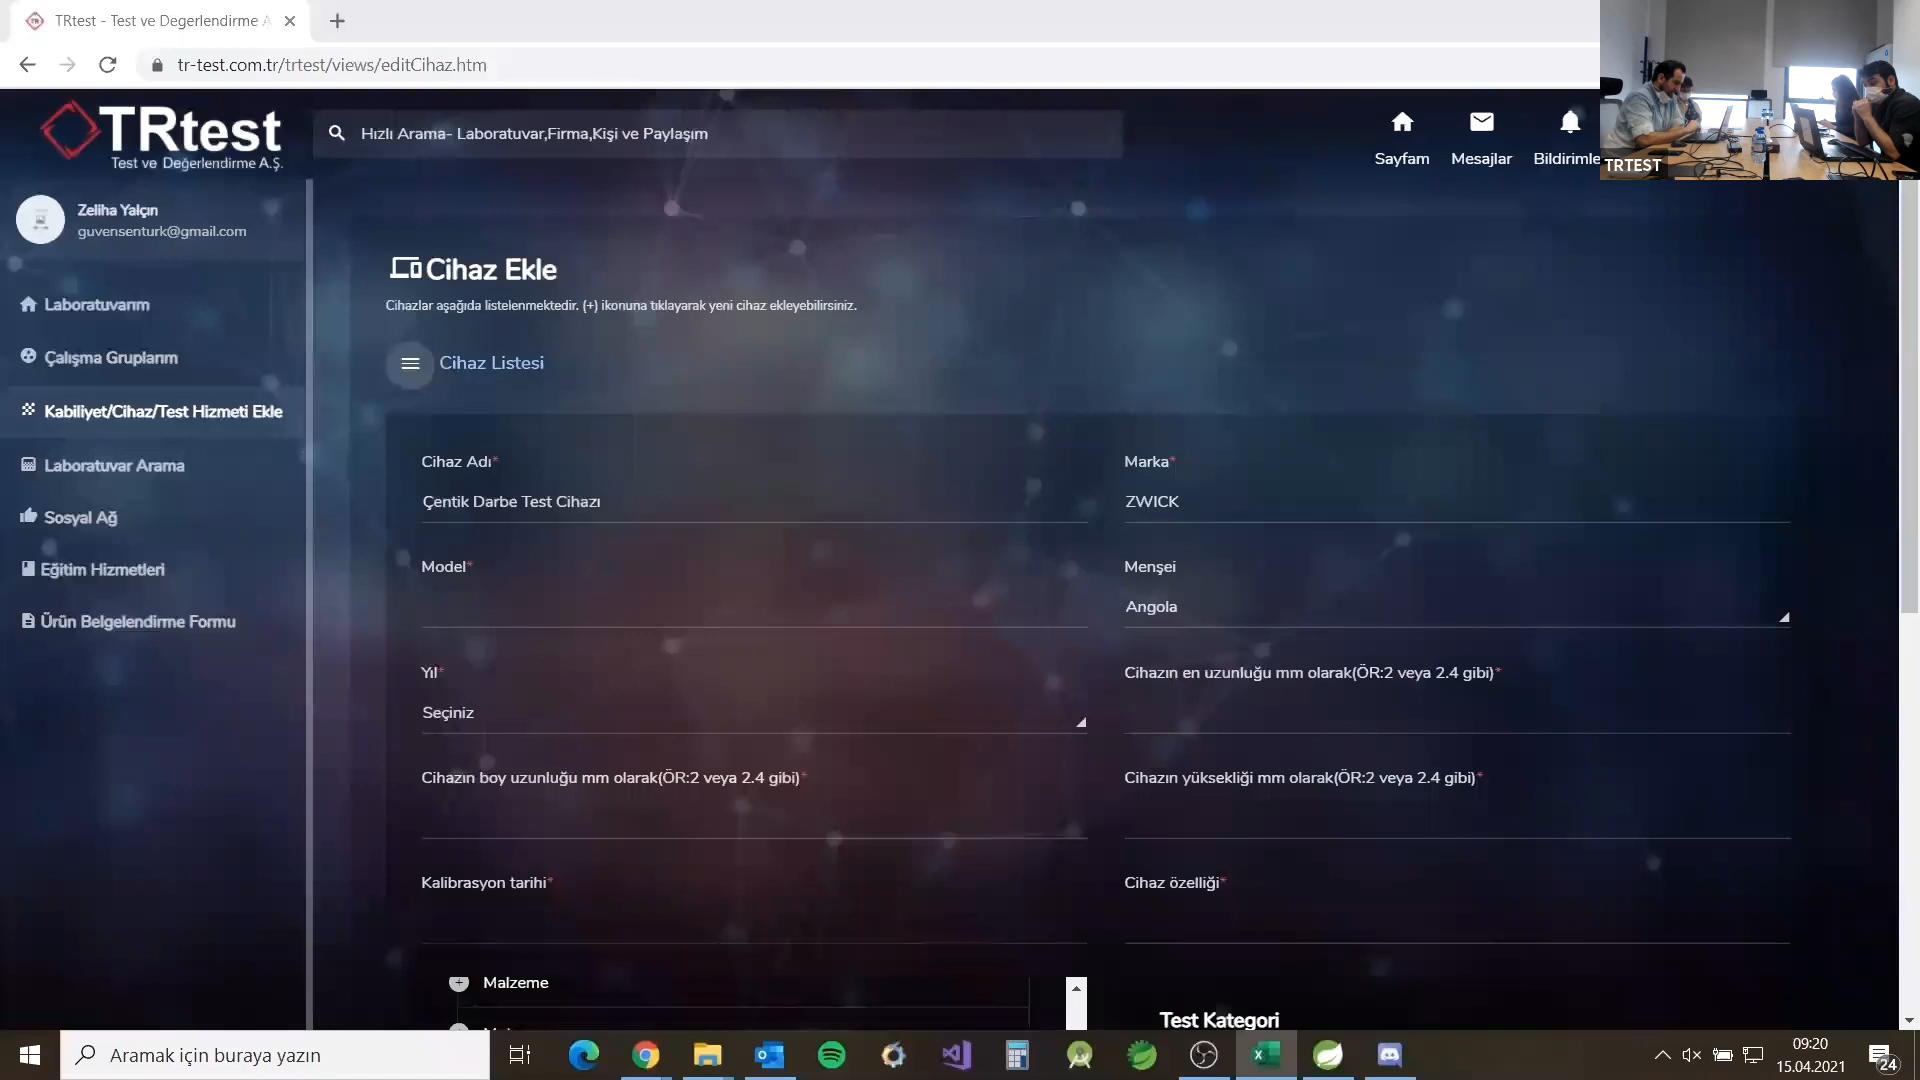 TRtest - Test ve Degerlendirme A
tr-test.com.tr/trtest/views/editCihaz.htm
TRtest
Test ve Değerlendirme A.Ş.
Hızlı Arama- Laboratuvar,Firma,Kişi ve Paylaşım
Sayfam
Mesajlar
Bildirimle
TRTEST
Zeliha Yalçın
guvensenturk@gmail.com
Laboratuvarım
Çalışma Gruplarım
Kabiliyet/Cihaz/Test Hizmeti Ekle
Laboratuvar Arama
Sosyal Ağ
Eğitim Hizmetleri
Ürün Belgelendirme Formu
Cihaz Ekle
Cihazlar aşağıda listelenmektedir. (+) ikonuna tıklayarak yeni cihaz ekleyebilirsiniz.
Cihaz Listesi
Cihaz Adı*
Çentik Darbe Test Cihazı
Marka*
ZWICK
Model*
Menşei
Angola
Yıl*
Seçiniz
Cihazın en uzunluğu mm olarak(ÖR:2 veya 2.4 gibi)*
Cihazın boy uzunluğu mm olarak(ÖR:2 veya 2.4 gibi)*
Cihazın yüksekliği mm olarak(ÖR:2 veya 2.4 gibi)*
Kalibrasyon tarihi*
Cihaz özelliği*
Malzeme
Test Kategori
Aramak için buraya yazın
09:20
15.04.2021
24